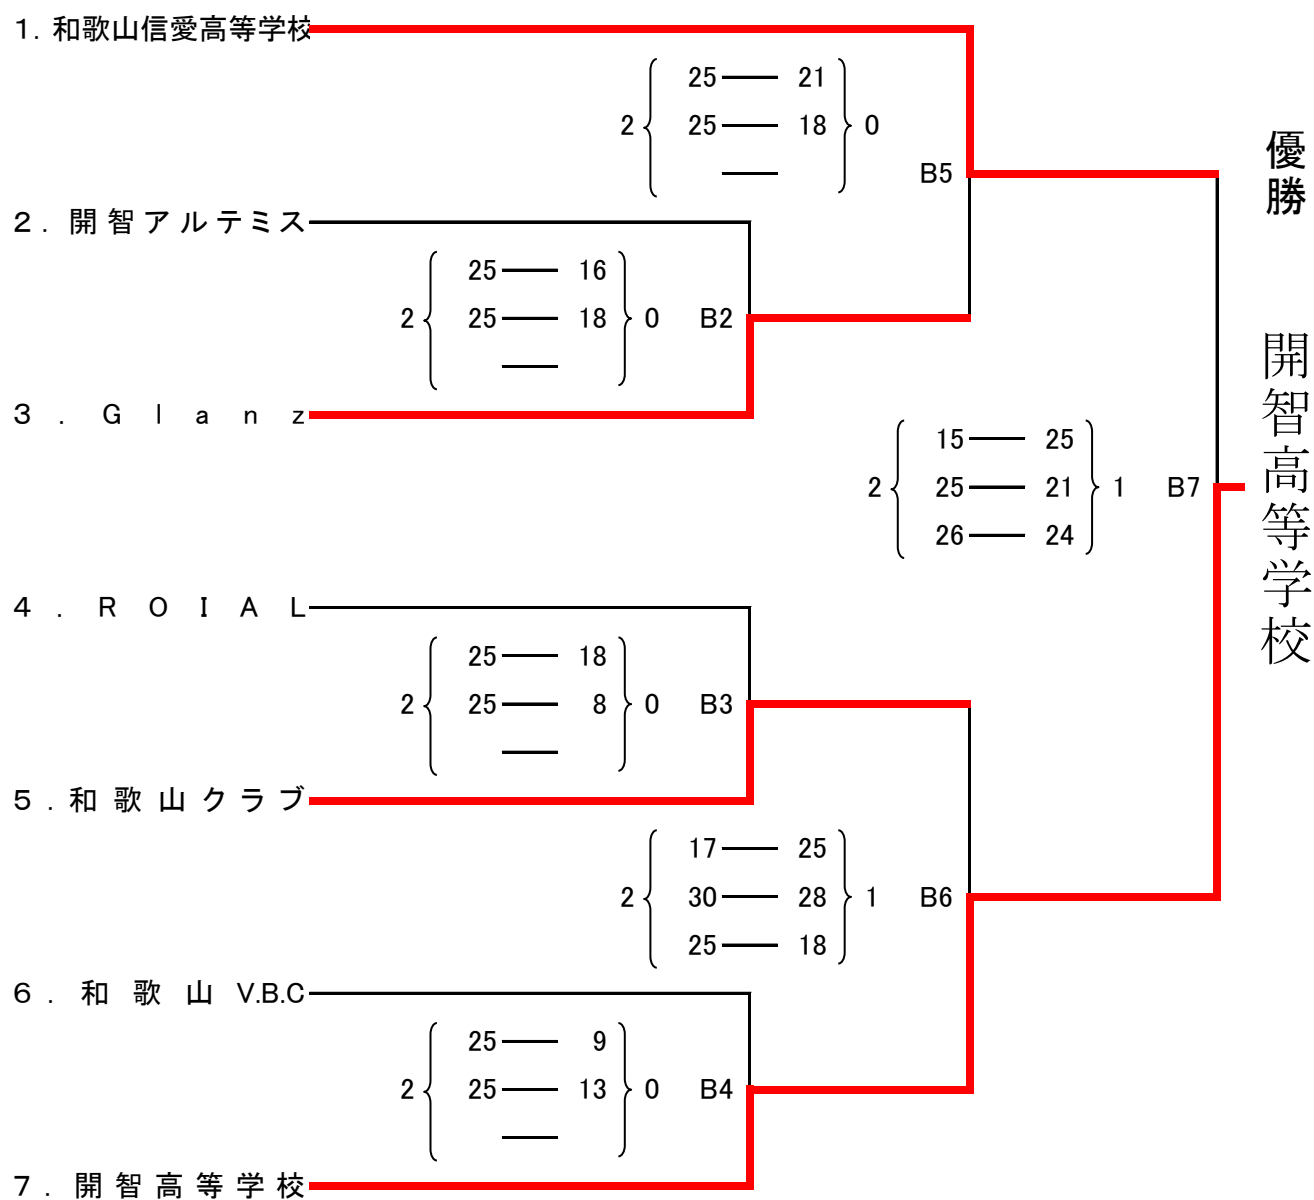 1. 和歌山信愛高等学校
25 21
2 25 18 0
B5
優勝
2. 開智アルテミス
25 16
2 25 18 0 B2
3. Glanz
開智高等学校
15 25
2 25 21 1 B7
26 24
4. ROIAL
25 18
2 25 8 0 B3
5. 和歌山クラブ
17 25
2 30 28 1 B6
25 18
6. 和歌山V.B.C
25 9
2 25 13 0 B4
7. 開智高等学校